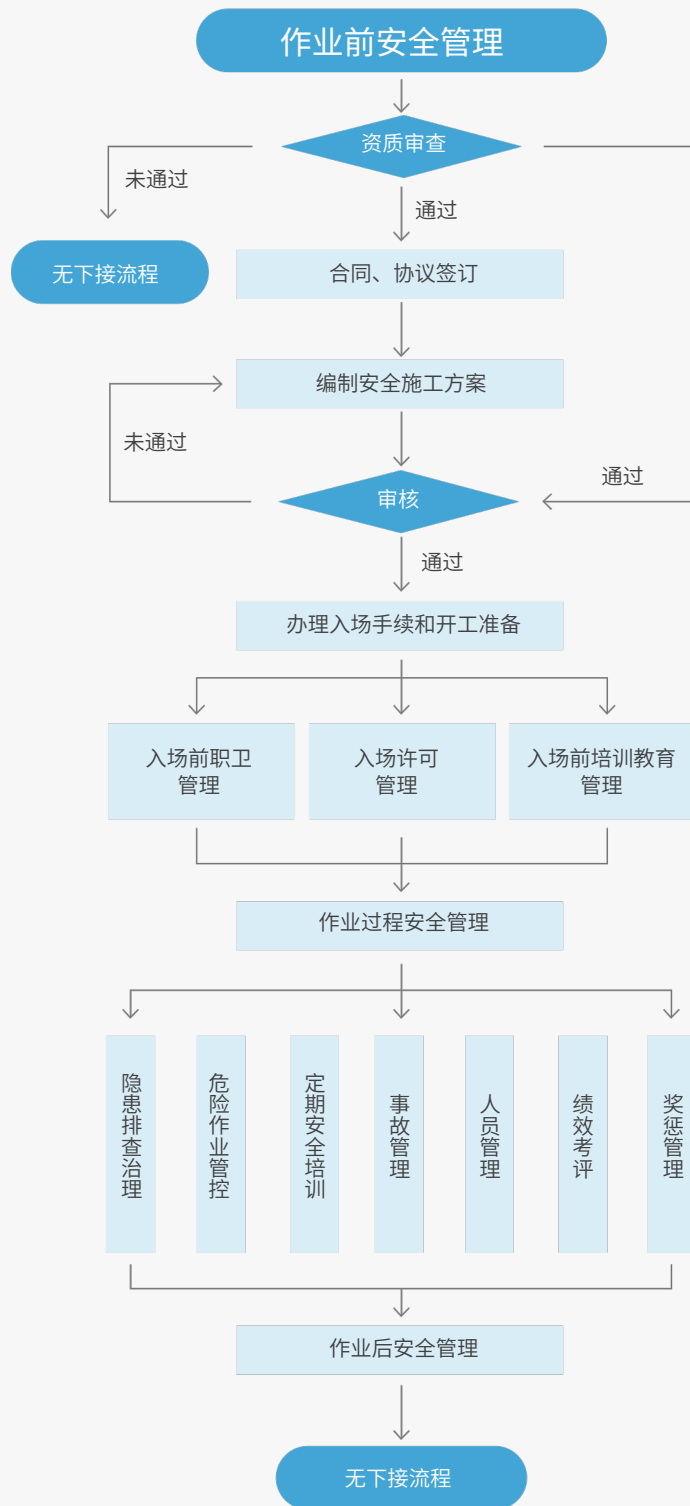 作业前安全管理
资质审查
未通过
通过
无下接流程
合同、协议签订
编制安全施工方案
未通过
审核
通过
通过
办理入场手续和开工准备
入场前职卫
管理
入场许可
管理
入场前培训教育
管理
作业过程安全管理
隐患排查治理
危险作业管控
定期安全培训
事故管理
人员管理
绩效考评
奖惩管理
作业后安全管理
无下接流程